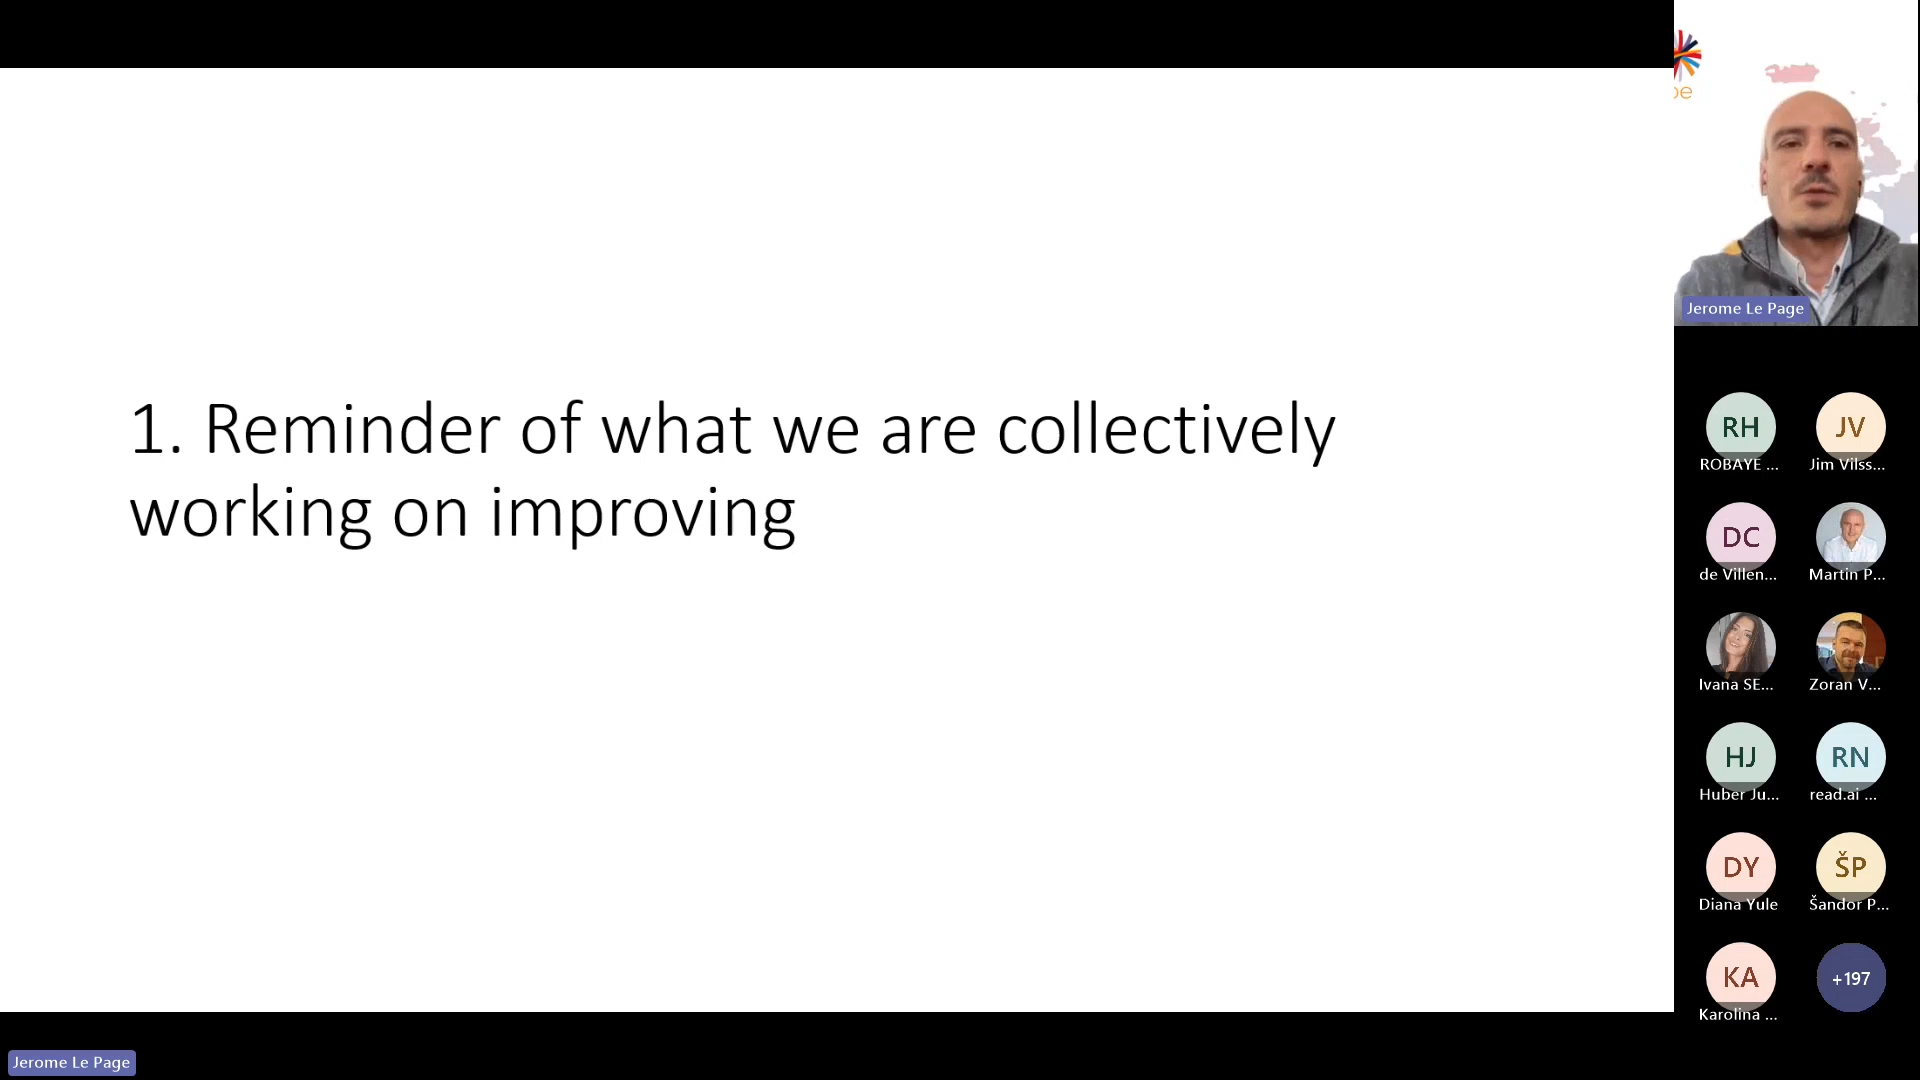 1. Reminder of what we are collectively
working on improving
be
Jerome Le Page
RH
ROBAYE ...
JV
Jim Vilss...
DC
de Villen...
Martin P...
Ivana SE...
Zoran V...
HJ
Huber Ju...
RN
read.ai ...
DY
Diana Yule
ŠP
Šandor P...
KA
Karolina ...
+197
Jerome Le Page